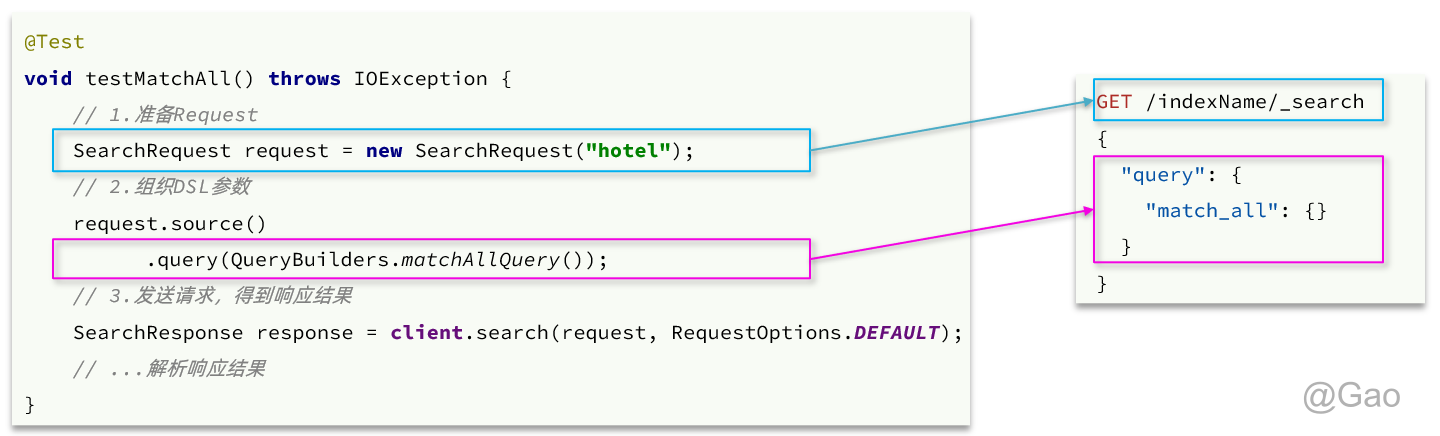 @Test
void testMatchAll() throws IOException {
// 1.准备Request
SearchRequest request = new SearchRequest("hotel");
// 2.组织DSL参数
request.source()
.query(QueryBuilders.matchAllQuery());
// 3.发送请求，得到响应结果
SearchResponse response = client.search(request, RequestOptions.DEFAULT);
// ...解析响应结果
}
GET /indexName/_search
{
"query": {
"match_all": {}
}
}
@Gao